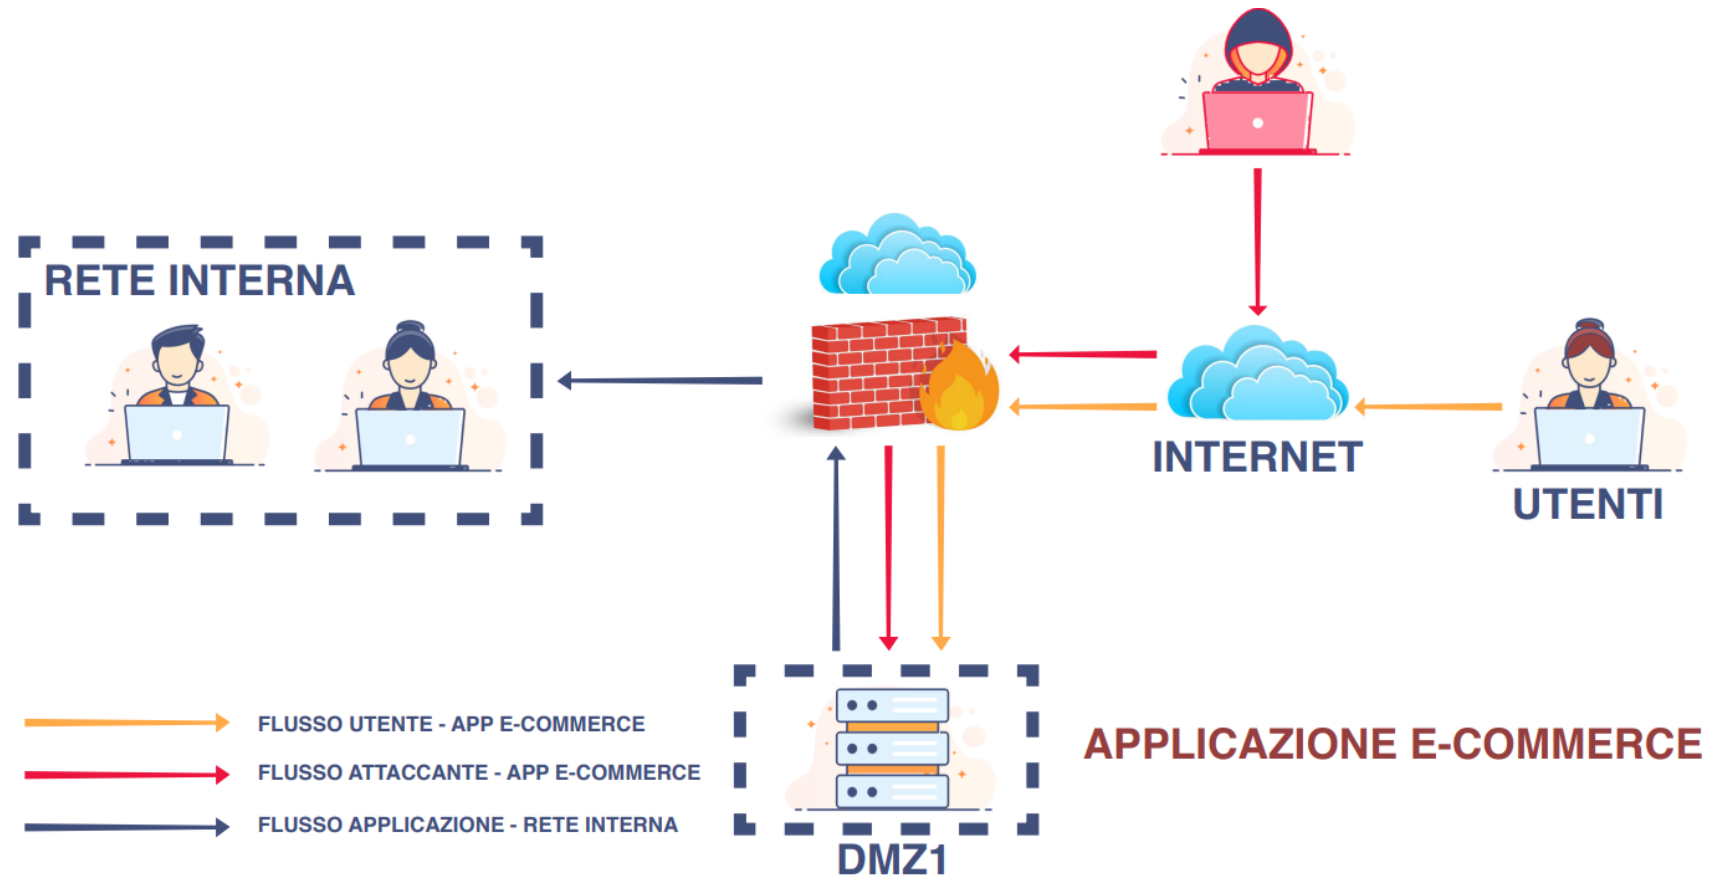 RETE INTERNA
INTERNET
UTENTI
FLUSSO UTENTE - APP E-COMMERCE
FLUSSO ATTACCANTE - APP E-COMMERCE
FLUSSO APPLICAZIONE - RETE INTERNA
APPLICAZIONE E-COMMERCE
DMZ1